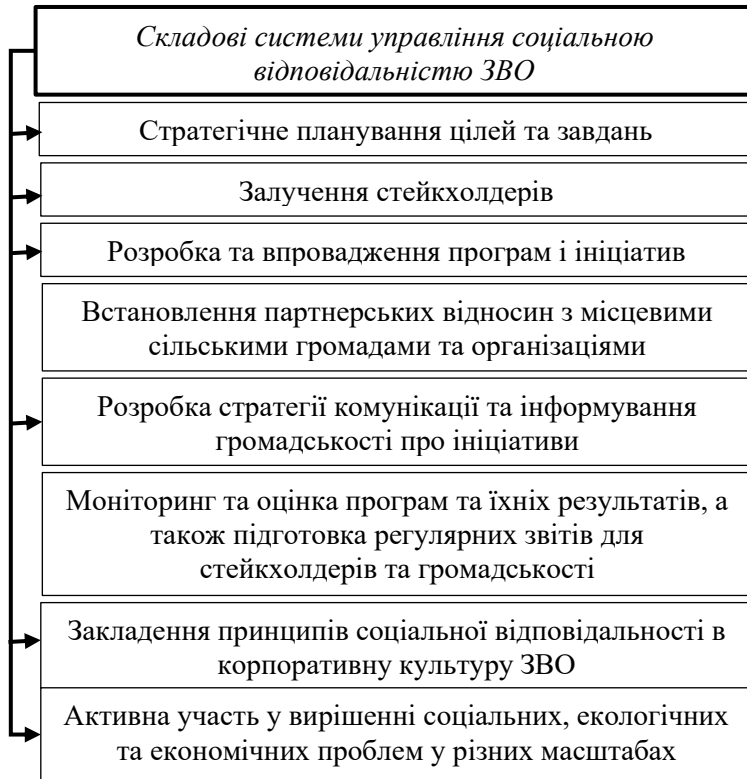 Складові системи управління соціальною
відповідальністю ЗВО
Стратегічне планування цілей та завдань
Залучення стейкхолдерів
Розробка та впровадження програм і ініціатив
Встановлення партнерських відносин з місцевими
сільськими громадами та організаціями
Розробка стратегії комунікації та інформування
громадськості про ініціативи
Моніторинг та оцінка програм та їхніх результатів, а
також підготовка регулярних звітів для
стейкхолдерів та громадськості
Закладення принципів соціальної відповідальності в
корпоративну культуру ЗВО
Активна участь у вирішенні соціальних, екологічних
та економічних проблем у різних масштабах